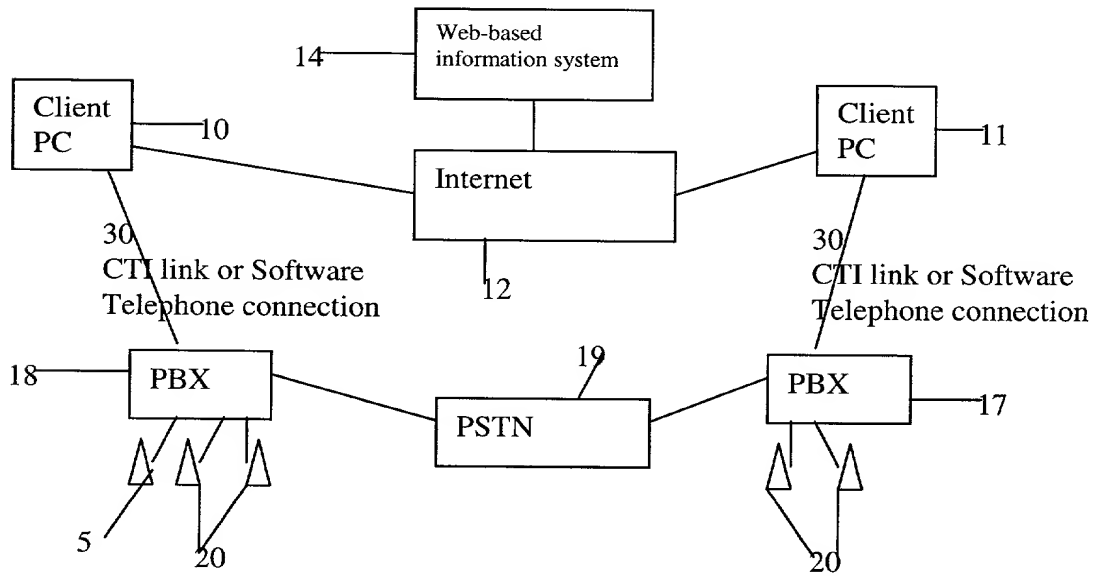 Web-based
information system
14
Client
PC
10
Client
PC
11
Internet
12
30
CTI link or Software
Telephone connection
30
CTI link or Software
Telephone connection
18
PBX
19
PSTN
PBX
17
5
20
20